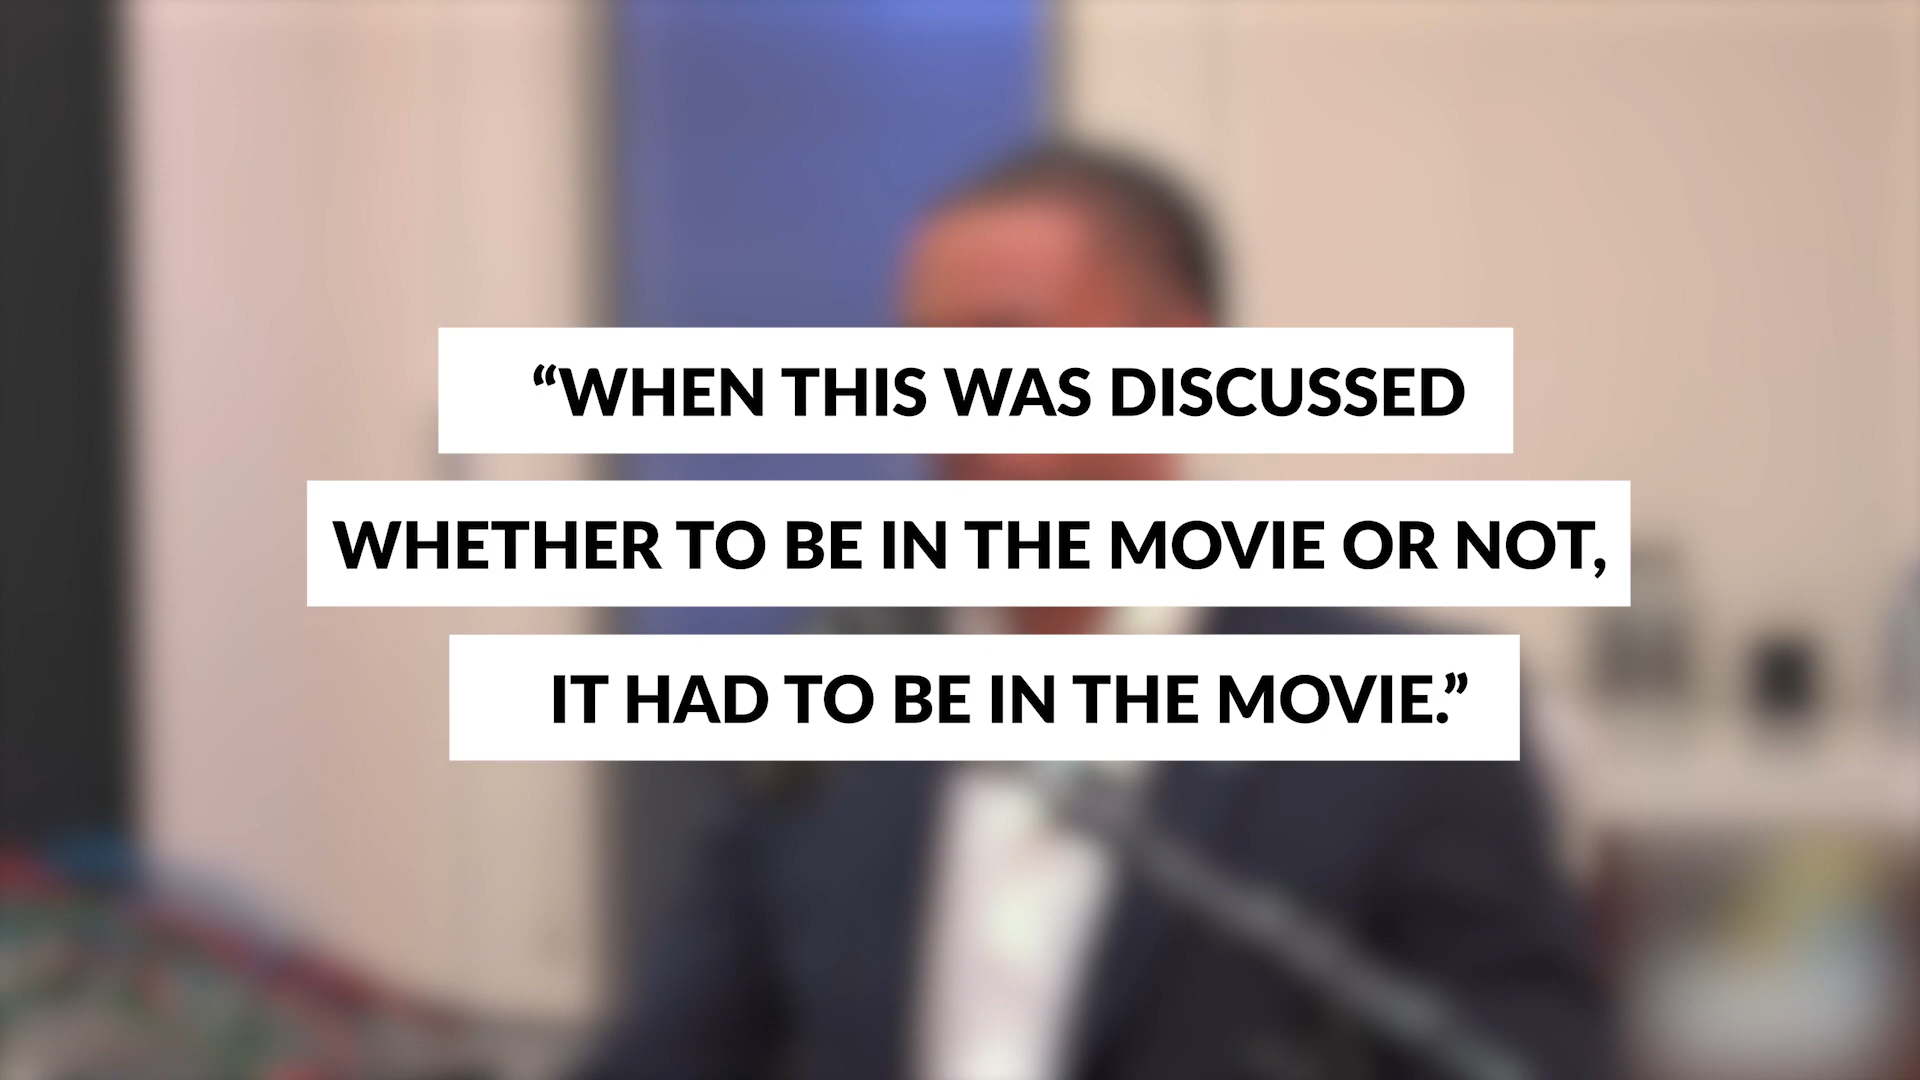 “WHEN THIS WAS DISCUSSED
WHETHER TO BE IN THE MOVIE OR NOT,
IT HAD TO BE IN THE MOVIE.”